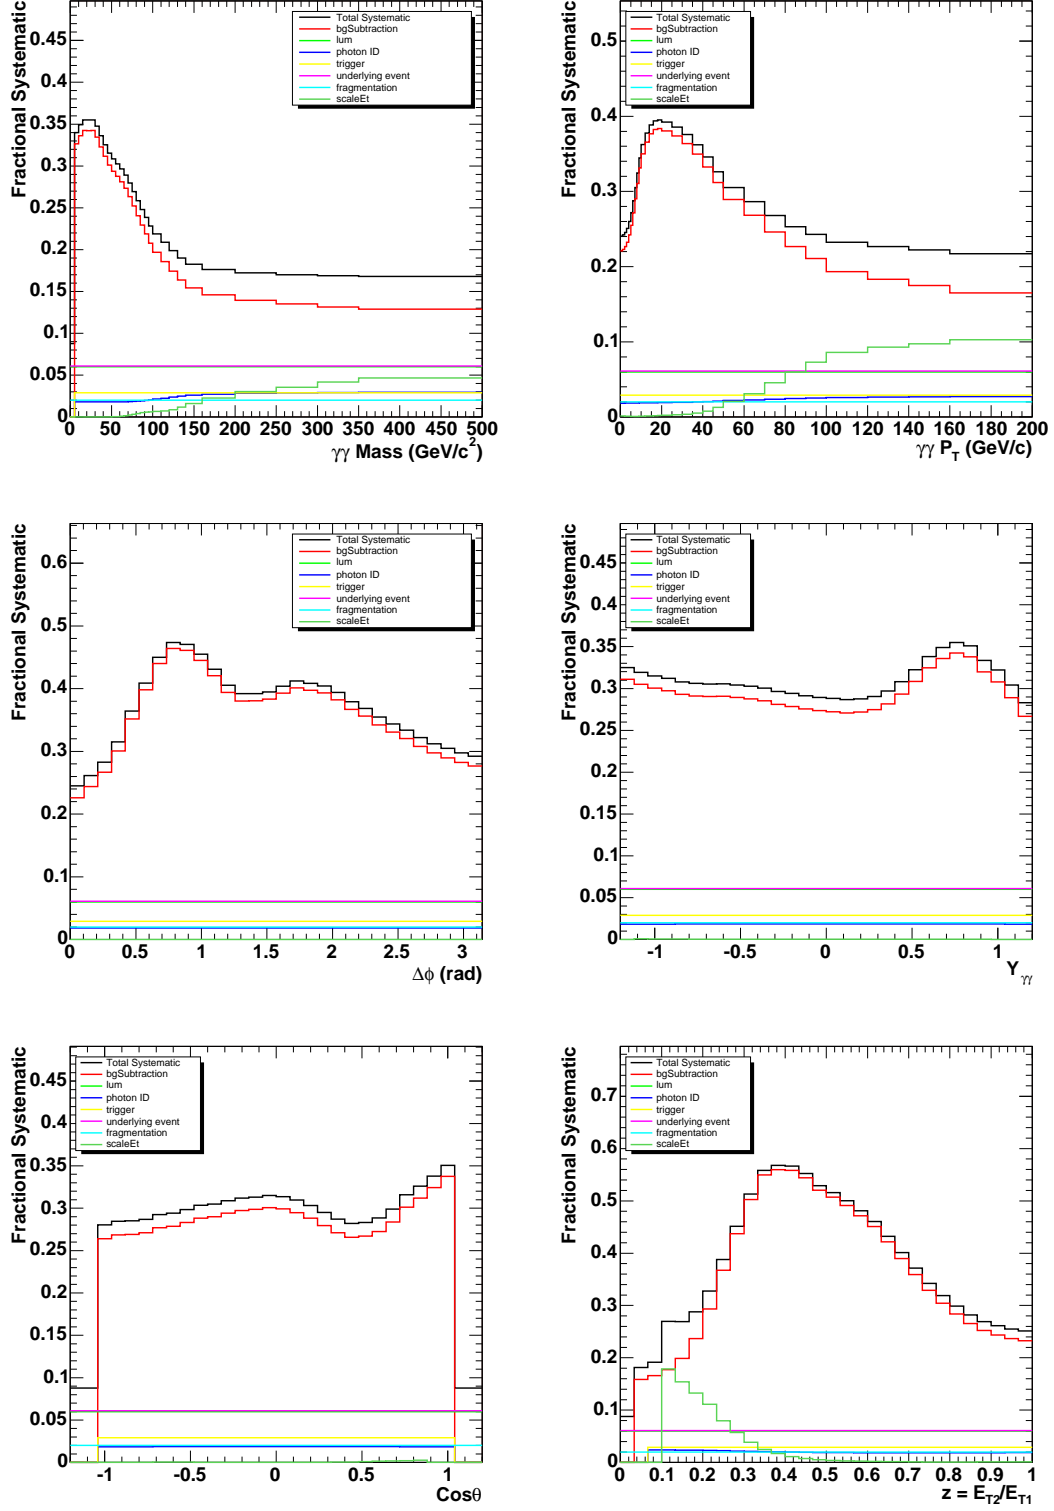 Fractional Systematic
0.45
0.4
0.35
0.3
0.25
0.2
0.15
0.1
0.05
0
Total Systematic
bgSubtraction
lum
photon ID
trigger
underlying event
fragmentation
scaleEt
0 50 100 150 200 250 300 350 400 450 500
γγ Mass (GeV/c²)
Fractional Systematic
0.5
0.4
0.3
0.2
0.1
0
Total Systematic
bgSubtraction
lum
photon ID
trigger
underlying event
fragmentation
scaleEt
0 20 40 60 80 100 120 140 160 180 200
γγ P_T (GeV/c)
Fractional Systematic
0.6
0.5
0.4
0.3
0.2
0.1
0
Total Systematic
bgSubtraction
lum
photon ID
trigger
underlying event
fragmentation
scaleEt
0 0.5 1 1.5 2 2.5 3
Δϕ (rad)
Fractional Systematic
0.45
0.4
0.35
0.3
0.25
0.2
0.15
0.1
0.05
0
Total Systematic
bgSubtraction
lum
photon ID
trigger
underlying event
fragmentation
scaleEt
-1 -0.5 0 0.5 1
Y_γγ
Fractional Systematic
0.45
0.4
0.35
0.3
0.25
0.2
0.15
0.1
0.05
0
Total Systematic
bgSubtraction
lum
photon ID
trigger
underlying event
fragmentation
scaleEt
-1 -0.5 0 0.5 1
Cosθ
Fractional Systematic
0.7
0.6
0.5
0.4
0.3
0.2
0.1
0
Total Systematic
bgSubtraction
lum
photon ID
trigger
underlying event
fragmentation
scaleEt
0 0.1 0.2 0.3 0.4 0.5 0.6 0.7 0.8 0.9 1
z = E_T2/E_T1